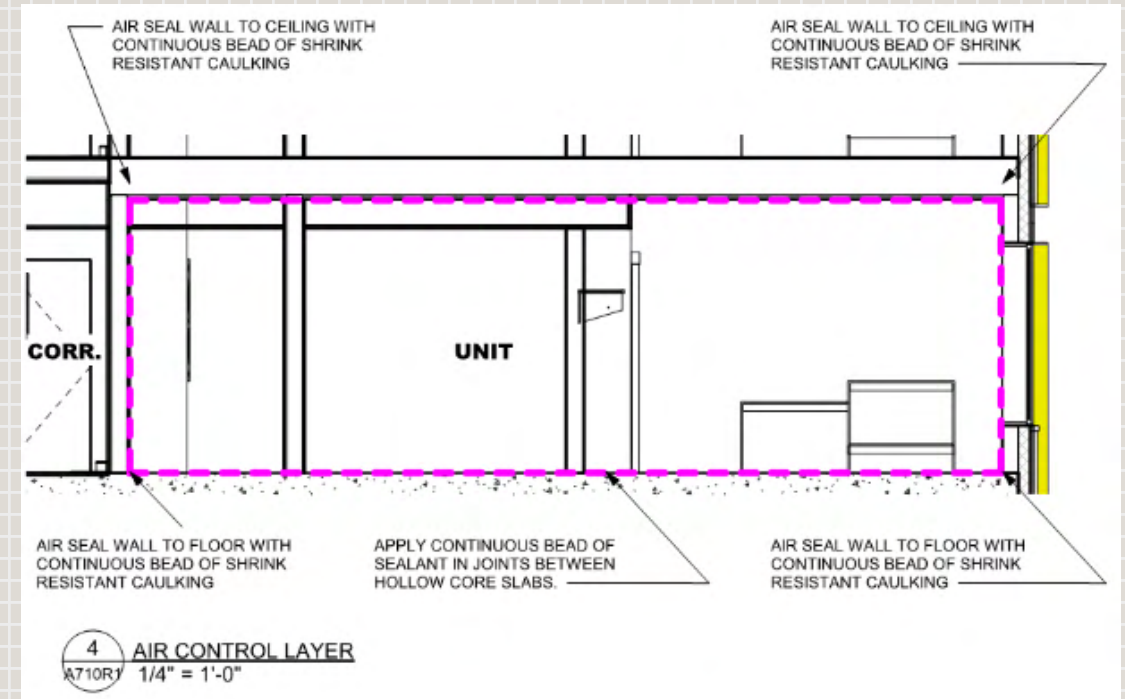 AIR SEAL WALL TO CEILING WITH
CONTINUOUS BEAD OF SHRINK
RESISTANT CAULKING
AIR SEAL WALL TO CEILING WITH
CONTINUOUS BEAD OF SHRINK
RESISTANT CAULKING
CORR.
UNIT
AIR SEAL WALL TO FLOOR WITH
CONTINUOUS BEAD OF SHRINK
RESISTANT CAULKING
APPLY CONTINUOUS BEAD OF
SEALANT IN JOINTS BETWEEN
HOLLOW CORE SLABS.
AIR SEAL WALL TO FLOOR WITH
CONTINUOUS BEAD OF SHRINK
RESISTANT CAULKING
4
A710R1
AIR CONTROL LAYER
1/4" = 1'-0"